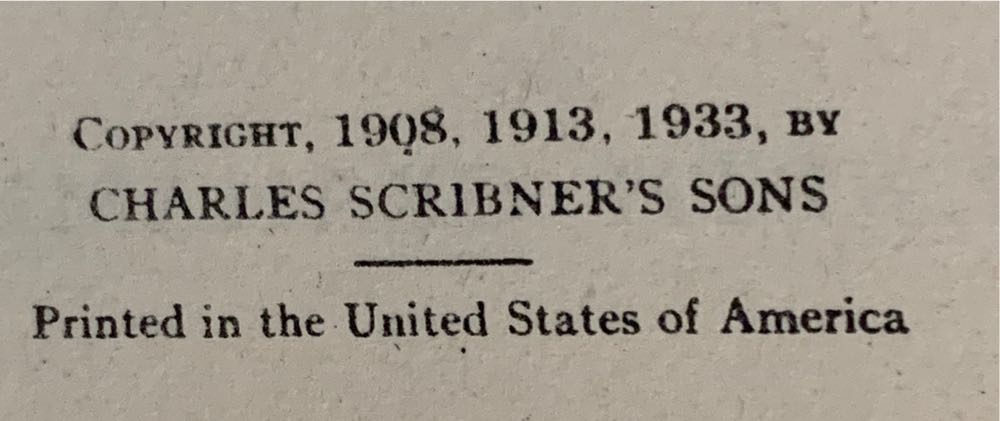 COPYRIGHT, 1908, 1913, 1933, BY
CHARLES SCRIBNER'S SONS
Printed in the United States of America